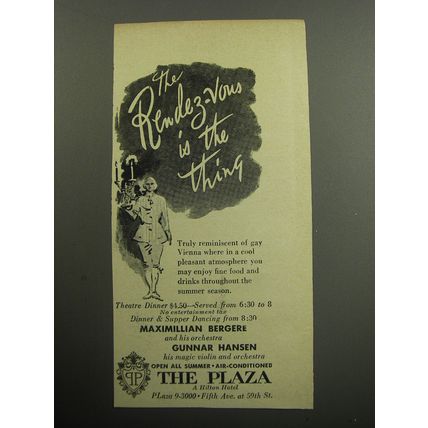 the
Rendez-vous
is the
thing
Truly reminiscent of gay
Vienna where in a cool
pleasant atmosphere you
may enjoy fine food and
drinks throughout the
summer season.
Theatre Dinner $4.50—Served from 6:30 to 8
No entertainment tax
Dinner & Supper Dancing from 8:30
MAXIMILLIAN BERGERE
and his orchestra
GUNNAR HANSEN
his magic violin and orchestra
OPEN ALL SUMMER • AIR-CONDITIONED
THE PLAZA
A Hilton Hotel
PLaza 9-3000 • Fifth Ave. at 59th St.